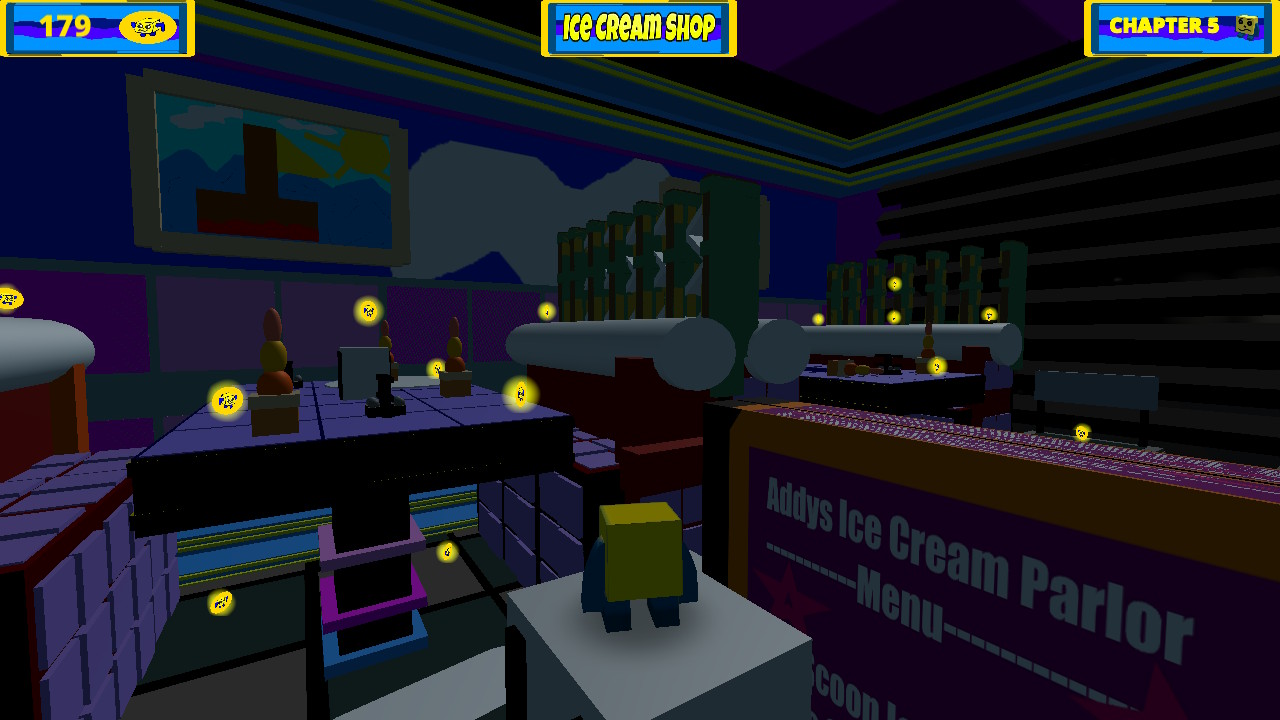 179
ICE CREAM SHOP
CHAPTER 5
Addys Ice Cream Parlor
---------Menu---------------